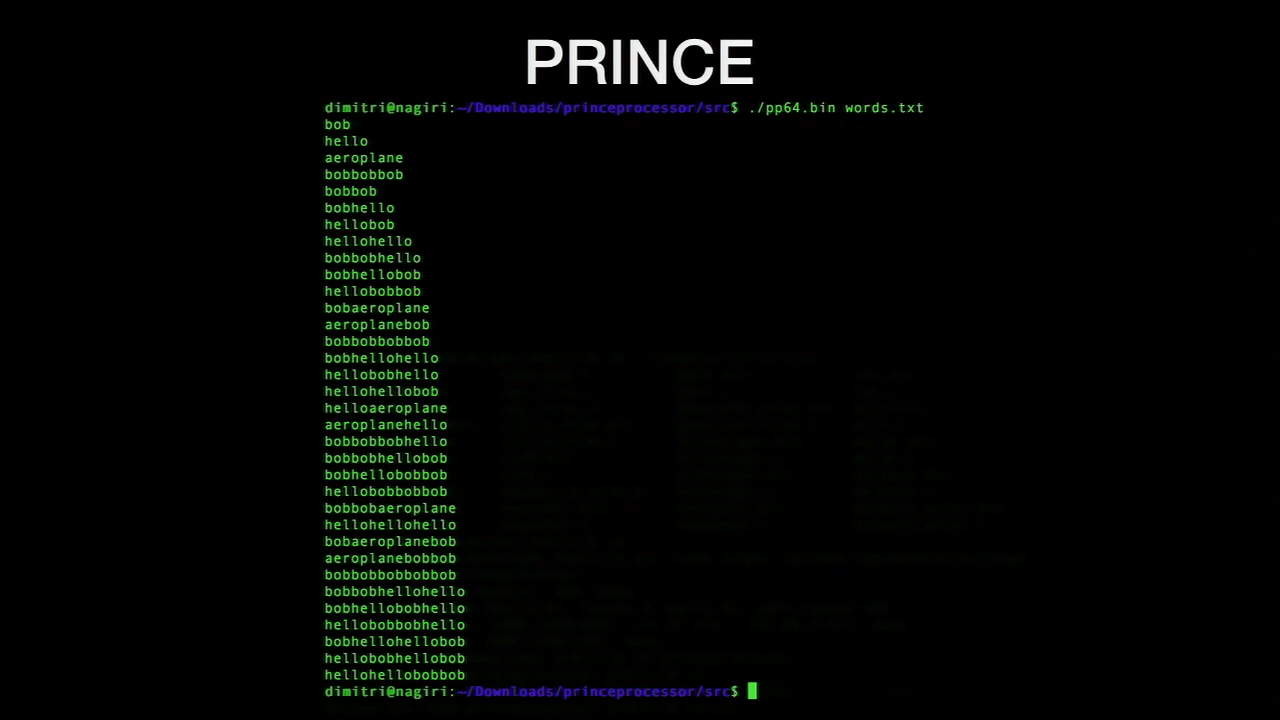 PRINCE
dimitri@nagiri:~/Downloads/princeprocessor/src$ ./pp64.bin words.txt
bob
hello
aeroplane
bobbobbob
bobbob
bobhello
hellobob
hellohello
bobbobhello
bobhellobob
hellobobbob
bobaeroplane
aeroplanebob
bobbobbobbob
bobhellohello
hellobobhello
hellohellobob
helloaeroplane
aeroplanehello
bobbobbobhello
bobbobhellobob
bobhellobobbob
hellobobbobbob
bobbobaeroplane
hellohellohello
bobaeroplanebob
aeroplanebobbob
bobbobbobbobbob
bobbobhellohello
bobhellobobhello
hellobobbobhello
bobhellohellobob
hellobobhellobob
hellohellobobbob
dimitri@nagiri:~/Downloads/princeprocessor/src$